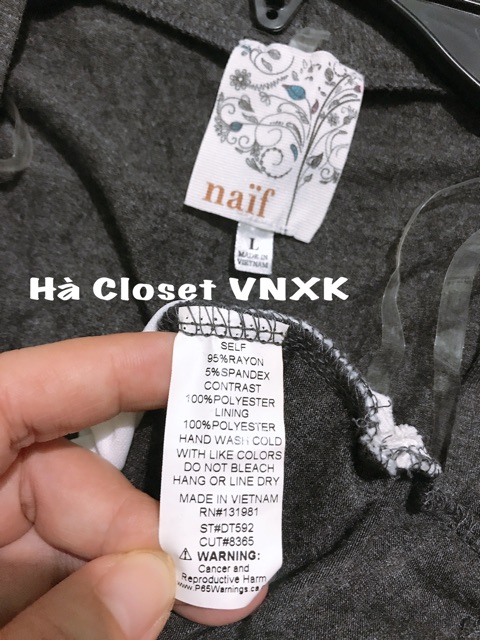 naïf
L
MADE IN
VIETNAM
Hà Closet VNXK
SELF
95%RAYON
5%SPANDEX
CONTRAST
100%POLYESTER
LINING
100%POLYESTER
HAND WASH COLD
WITH LIKE COLORS
DO NOT BLEACH
HANG OR LINE DRY
MADE IN VIETNAM
RN#131981
ST#DT592
CUT#8365
⚠ WARNING:
Cancer and
Reproductive Harm
www.P65Warnings.ca